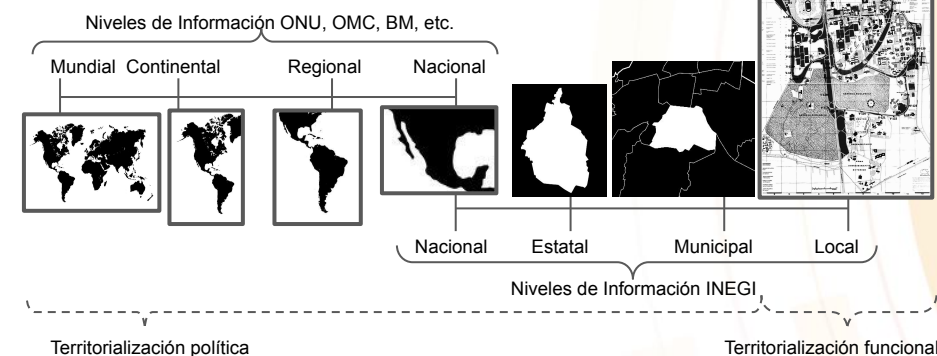 Niveles de Información ONU, OMC, BM, etc.
Mundial Continental Regional Nacional
Nacional Estatal Municipal Local
Niveles de Información INEGI
Territorialización política Territorialización funcional